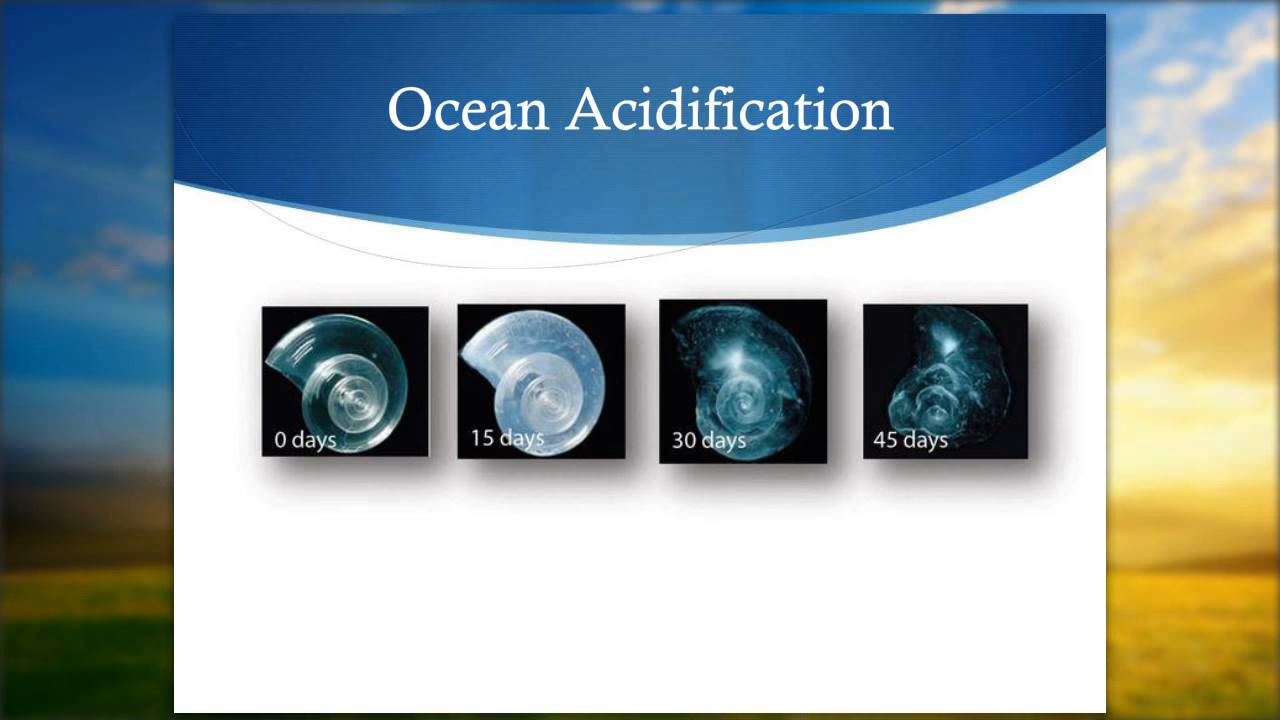 Ocean Acidification
0 days
15 days
30 days
45 days